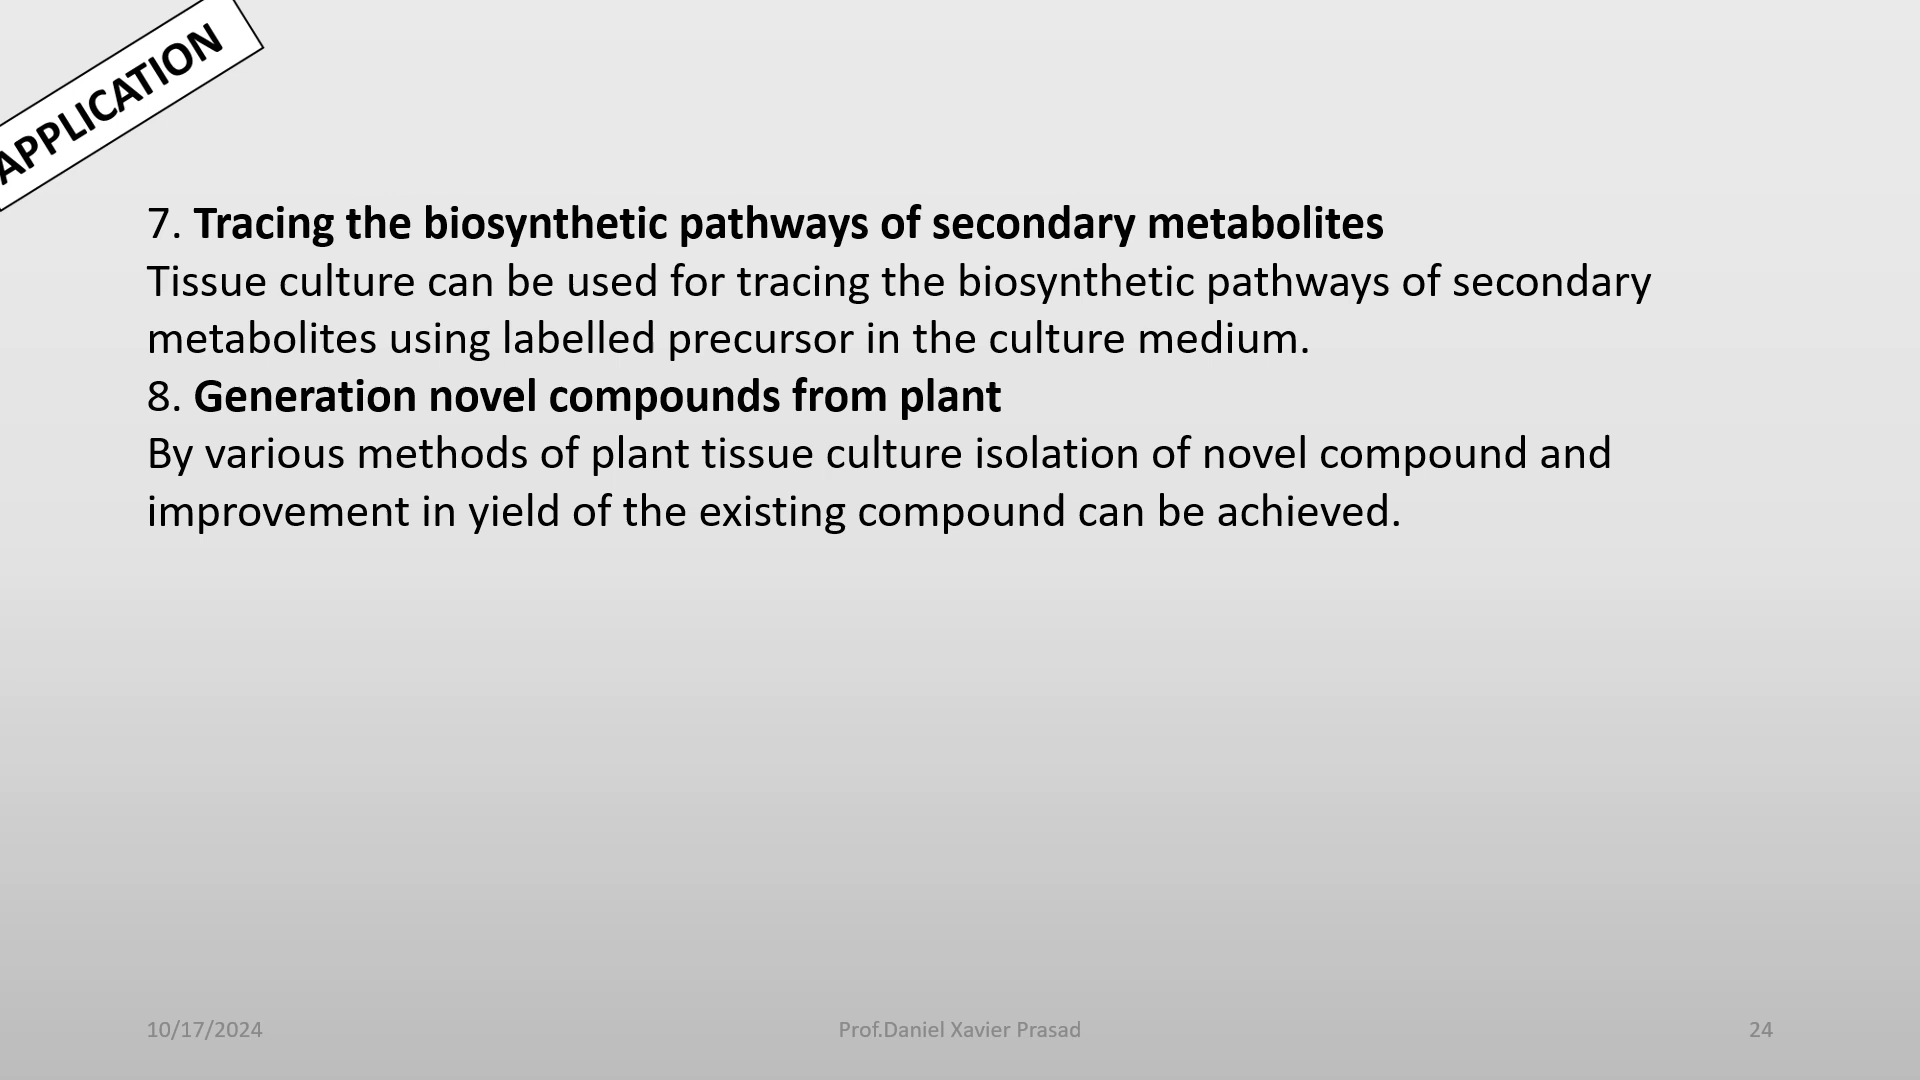 APPLICATION
7. Tracing the biosynthetic pathways of secondary metabolites
Tissue culture can be used for tracing the biosynthetic pathways of secondary
metabolites using labelled precursor in the culture medium.
8. Generation novel compounds from plant
By various methods of plant tissue culture isolation of novel compound and
improvement in yield of the existing compound can be achieved.
10/17/2024
Prof.Daniel Xavier Prasad
24